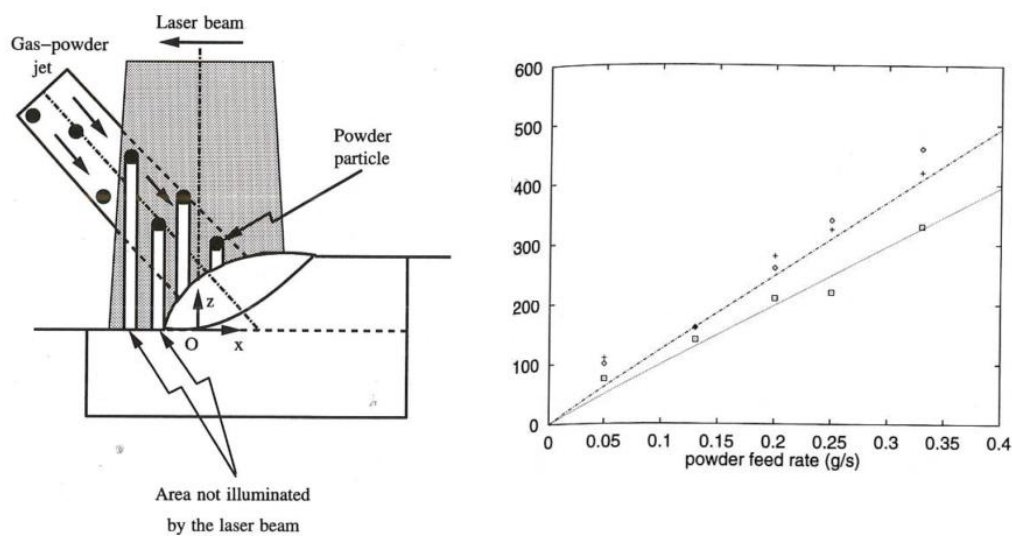 Laser beam
Gas–powder
jet
Powder
particle
z
O
x
Area not illuminated
by the laser beam
600
500
400
300
200
100
0
0 0.05 0.1 0.15 0.2 0.25 0.3 0.35 0.4
powder feed rate (g/s)